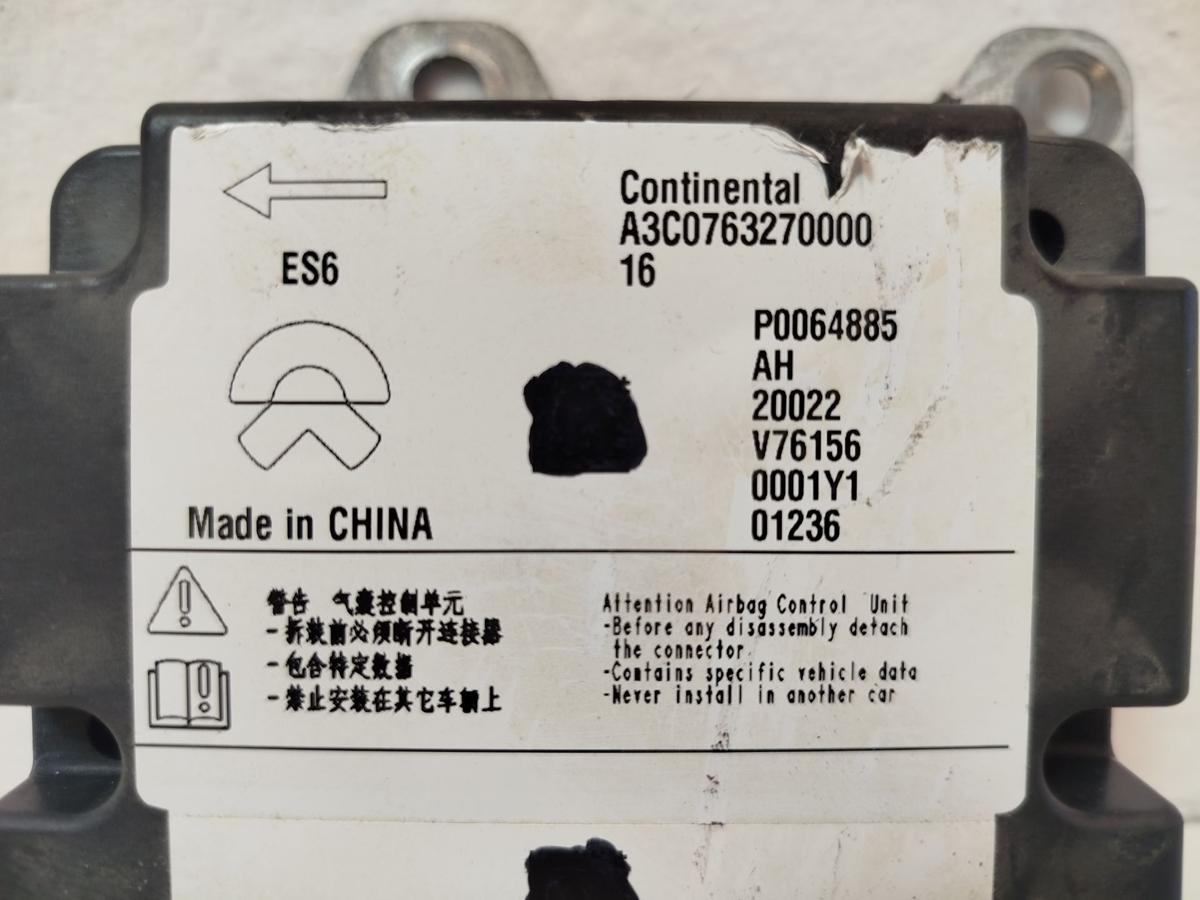 Continental
A3C0763270000
16
ES6
P0064885
AH
20022
V76156
0001Y1
01236
Made in CHINA
警告 气囊控制单元
-拆装前必须断开连接器
-包含特定数据
-禁止安装在其它车辆上
Attention Airbag Control Unit
-Before any disassembly detach
the connector
-Contains specific vehicle data
-Never install in another car